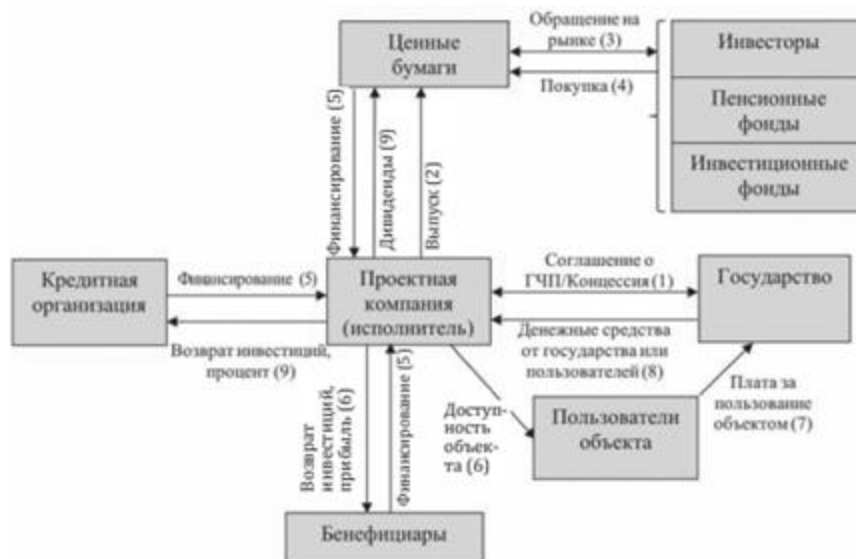 Ценные
бумаги
Обращение на
рынке (3)
Покупка (4)
Инвесторы
Пенсионные
фонды
Инвестиционные
фонды
Финансирование (5)
Дивиденды (9)
Выпуск (2)
Кредитная
организация
Финансирование (5)
Возврат инвестиций,
процент (9)
Проектная
компания
(исполнитель)
Соглашение о
ГЧП/Концессия (1)
Денежные средства
от государства или
пользователей (8)
Государство
Возврат
инвестиций,
прибыль (6)
Финансирование (5)
Доступ-
ность
объек-
та (6)
Пользователи
объекта
Плата за
пользование
объектом (7)
Бенефициары